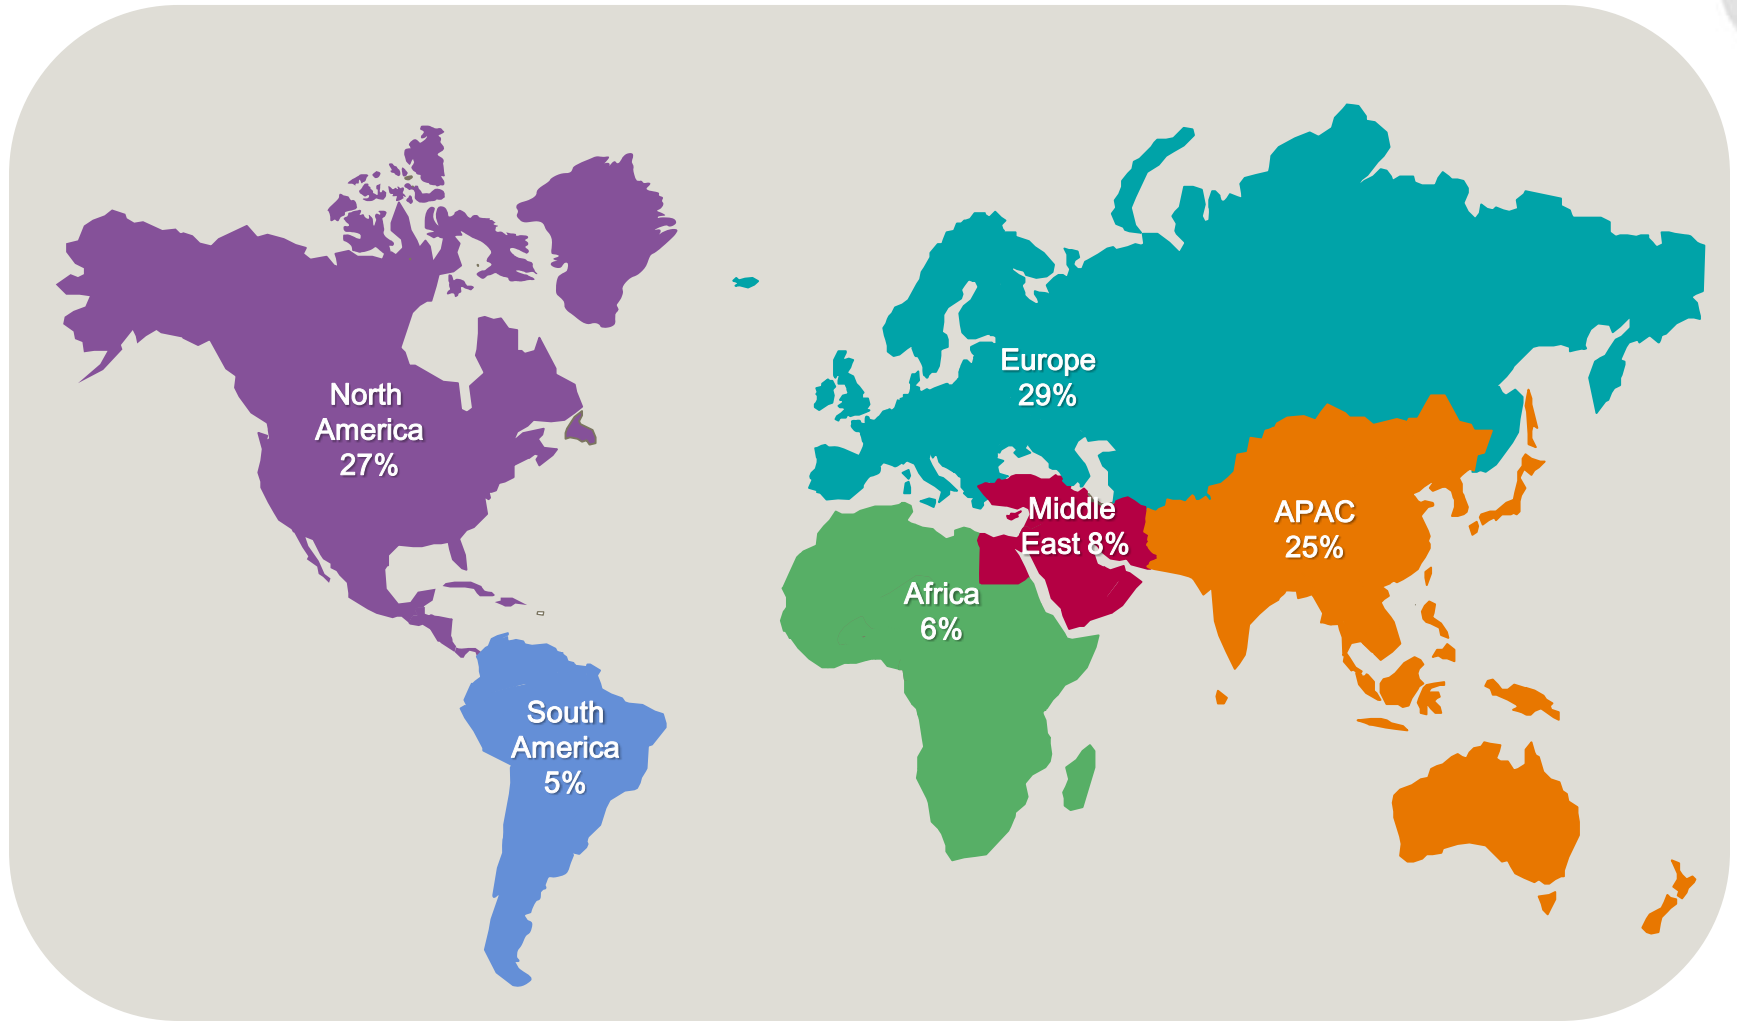 North
America
27%
Europe
29%
Middle
East 8%
APAC
25%
Africa
6%
South
America
5%